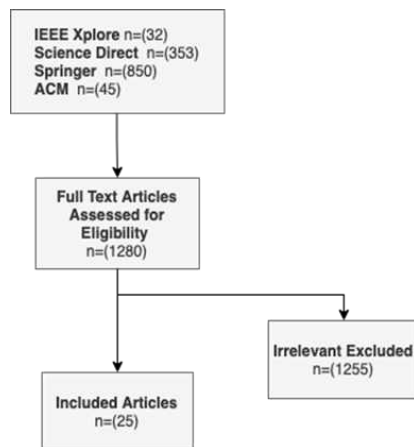 IEEE Xplore n=(32)
Science Direct n=(353)
Springer n=(850)
ACM n=(45)
Full Text Articles
Assessed for
Eligibility
n=(1280)
Irrelevant Excluded
n=(1255)
Included Articles
n=(25)